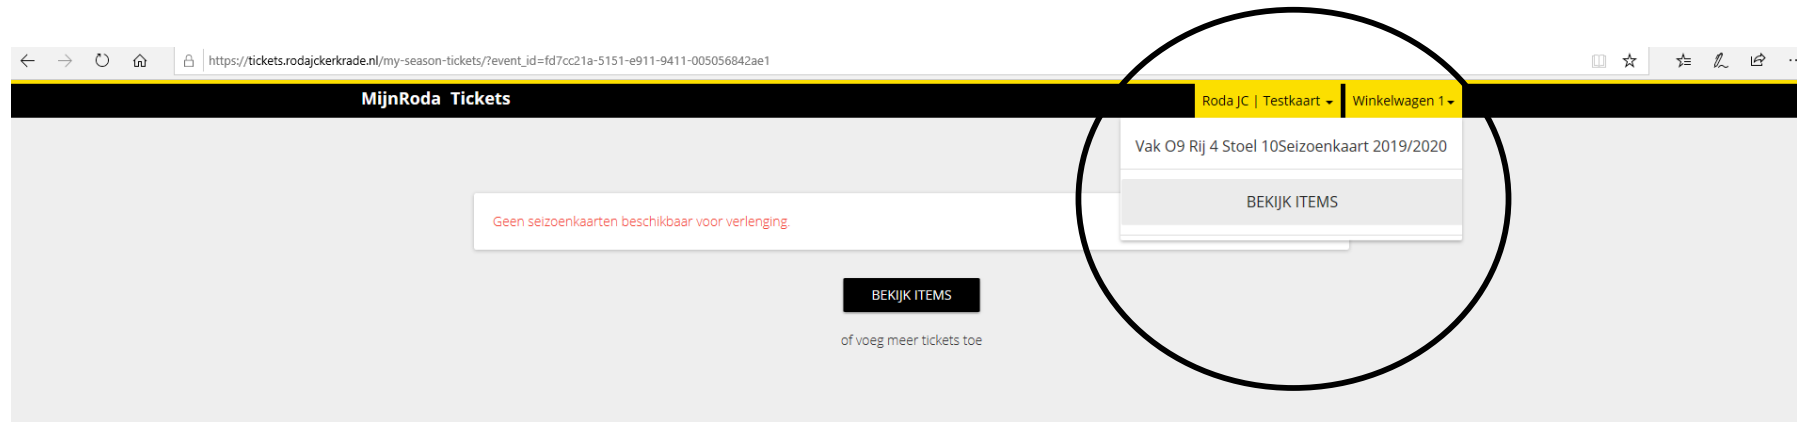 https://tickets.rodajckerkrade.nl/my-season-tickets/?event_id=fd7cc21a-5151-e911-9411-005056842ae1
MijnRoda Tickets
Roda JC | Testkaart
Winkelwagen 1
Vak O9 Rij 4 Stoel 10Seizoenkaart 2019/2020
BEKIJK ITEMS
Geen seizoenkaarten beschikbaar voor verlenging.
BEKIJK ITEMS
of voeg meer tickets toe